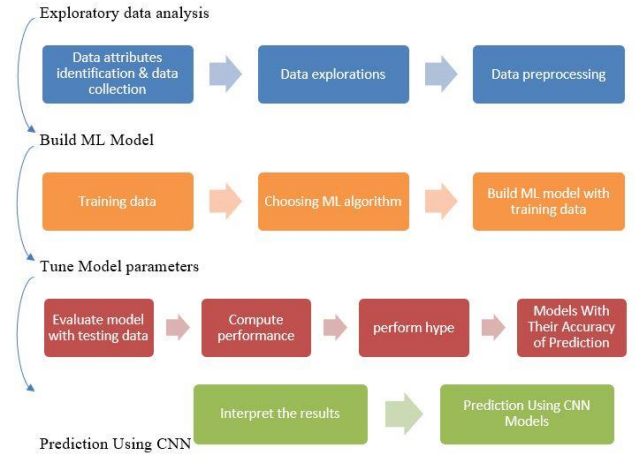 Exploratory data analysis
Data attributes
identification & data
collection
Data explorations
Data preprocessing
Build ML Model
Training data
Choosing ML algorithm
Build ML model with
training data
Tune Model parameters
Evaluate model
with testing data
Compute
performance
perform hype
Models With
Their Accuracy
of Prediction
Interpret the results
Prediction Using CNN
Models
Prediction Using CNN